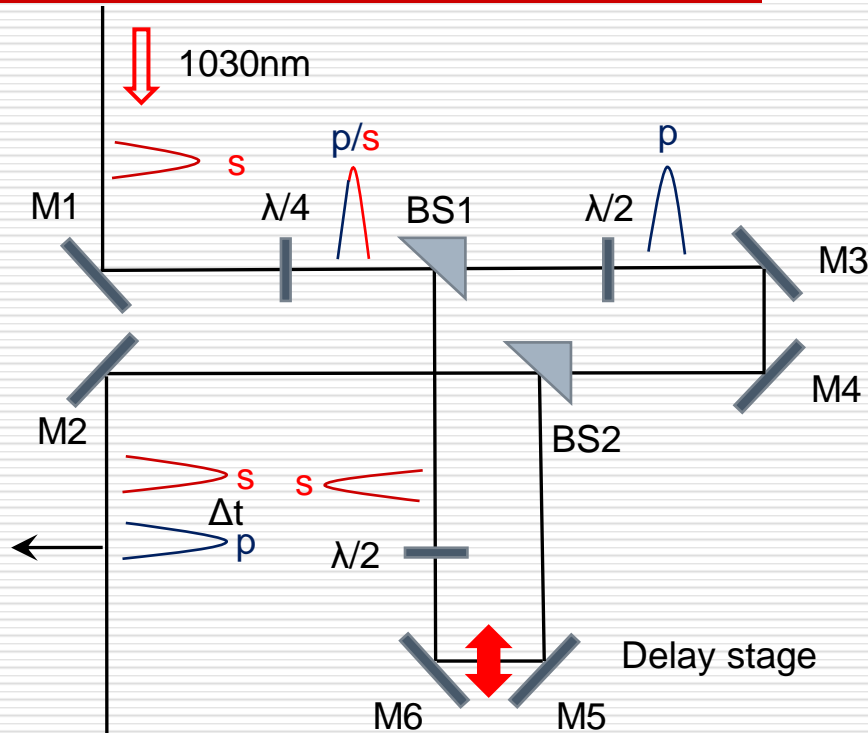 1030nm
s
p/s
p
M1
λ/4
BS1
λ/2
M3
M4
M2
BS2
s
s
Δt
p
λ/2
Delay stage
M6
M5